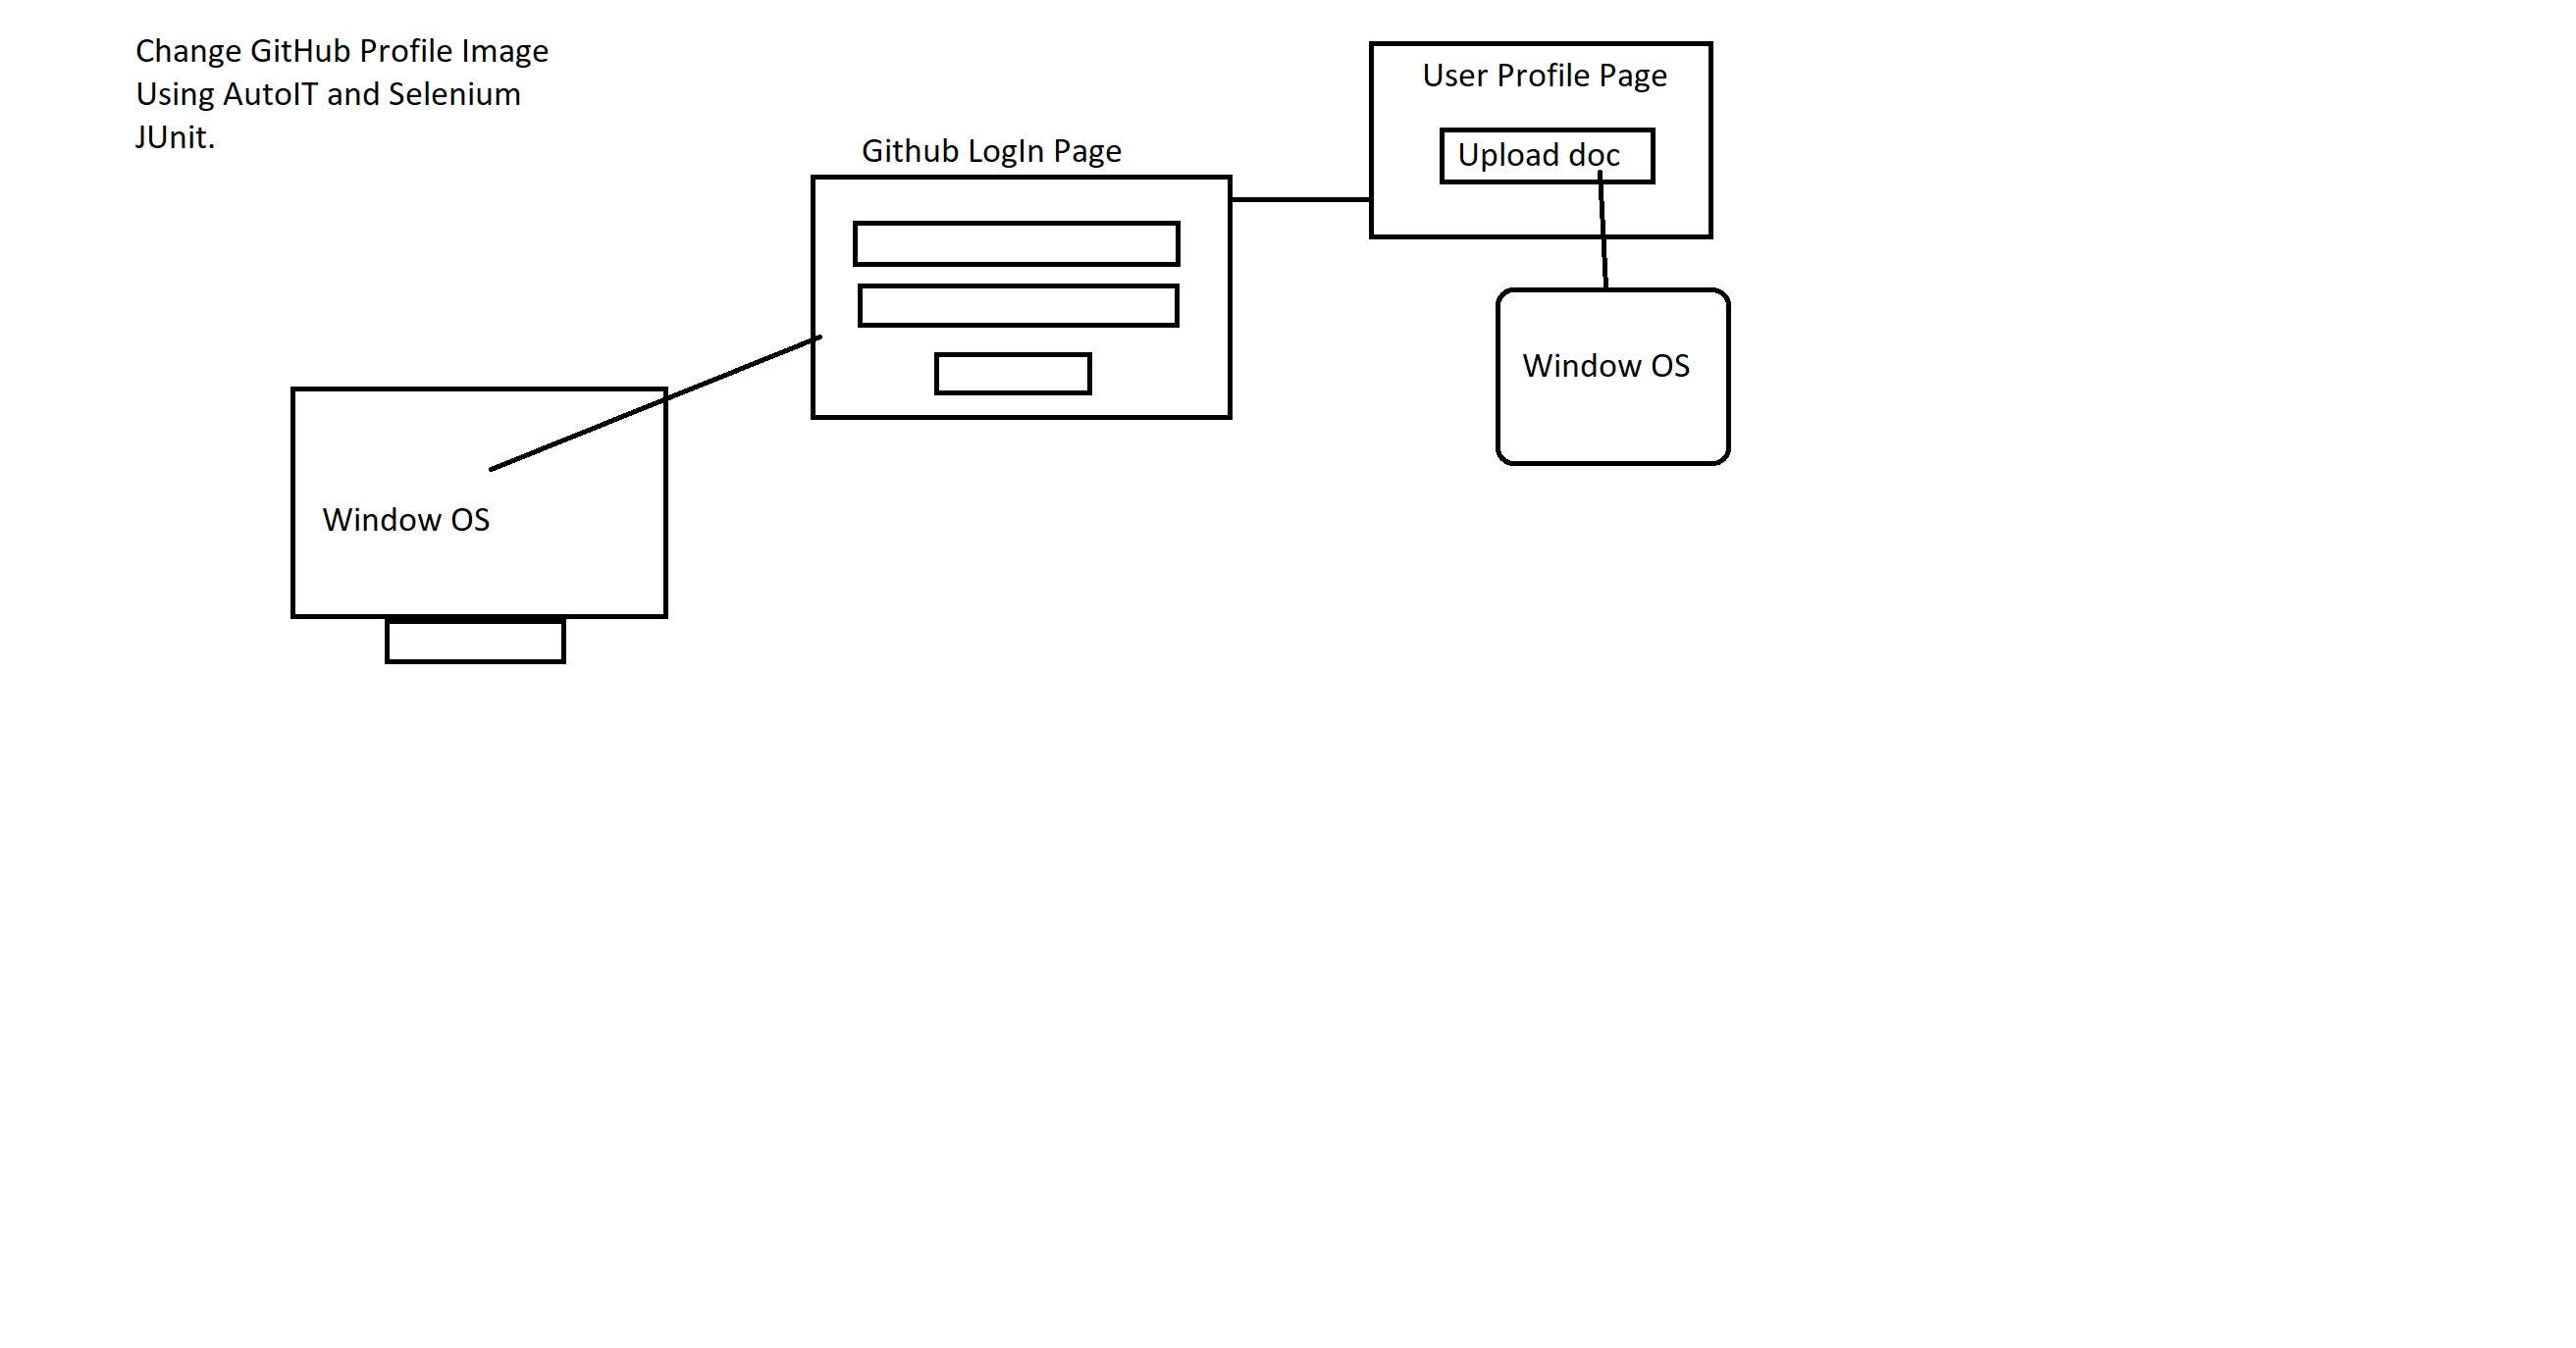 Change GitHub Profile Image
Using AutoIT and Selenium
JUnit.
Github LogIn Page
User Profile Page
Upload doc
Window OS
Window OS